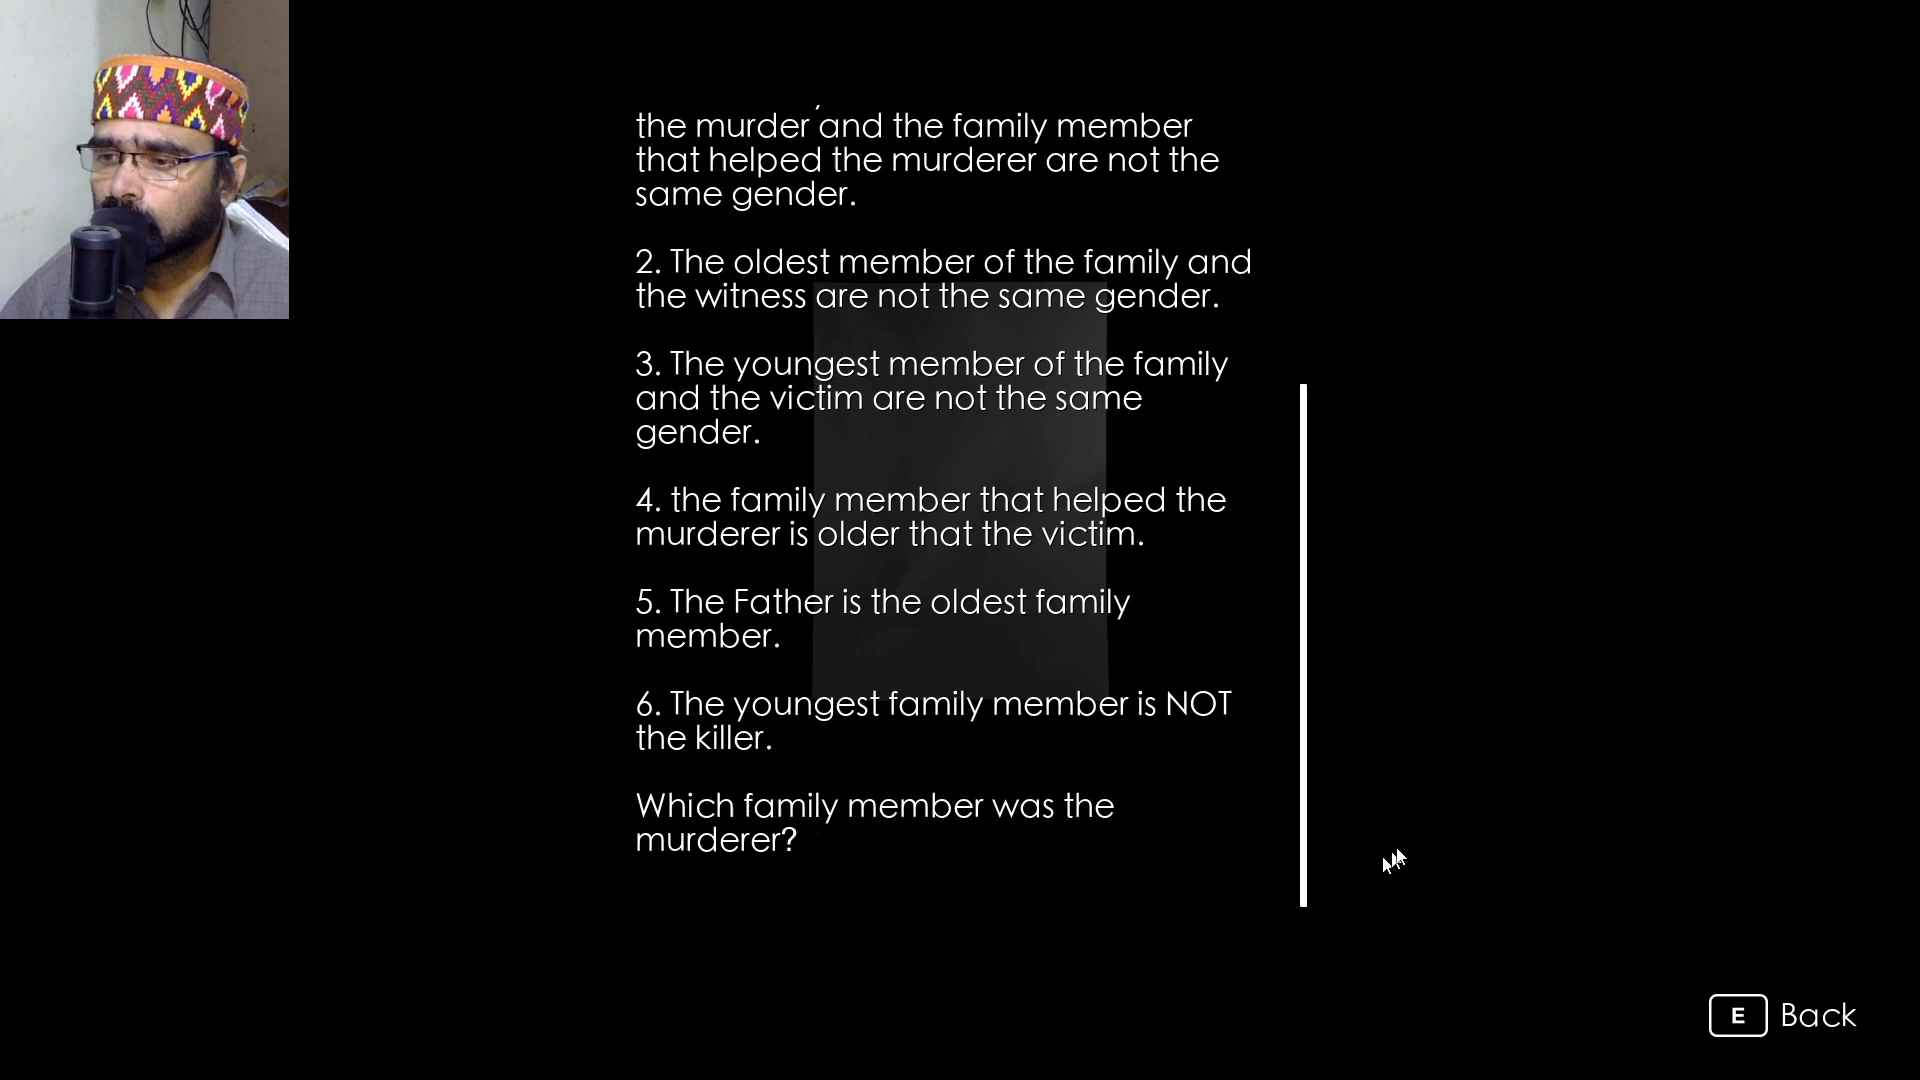 the murder and the family member
that helped the murderer are not the
same gender.
2. The oldest member of the family and
the witness are not the same gender.
3. The youngest member of the family
and the victim are not the same
gender.
4. the family member that helped the
murderer is older that the victim.
5. The Father is the oldest family
member.
6. The youngest family member is NOT
the killer.
Which family member was the
murderer?
E Back